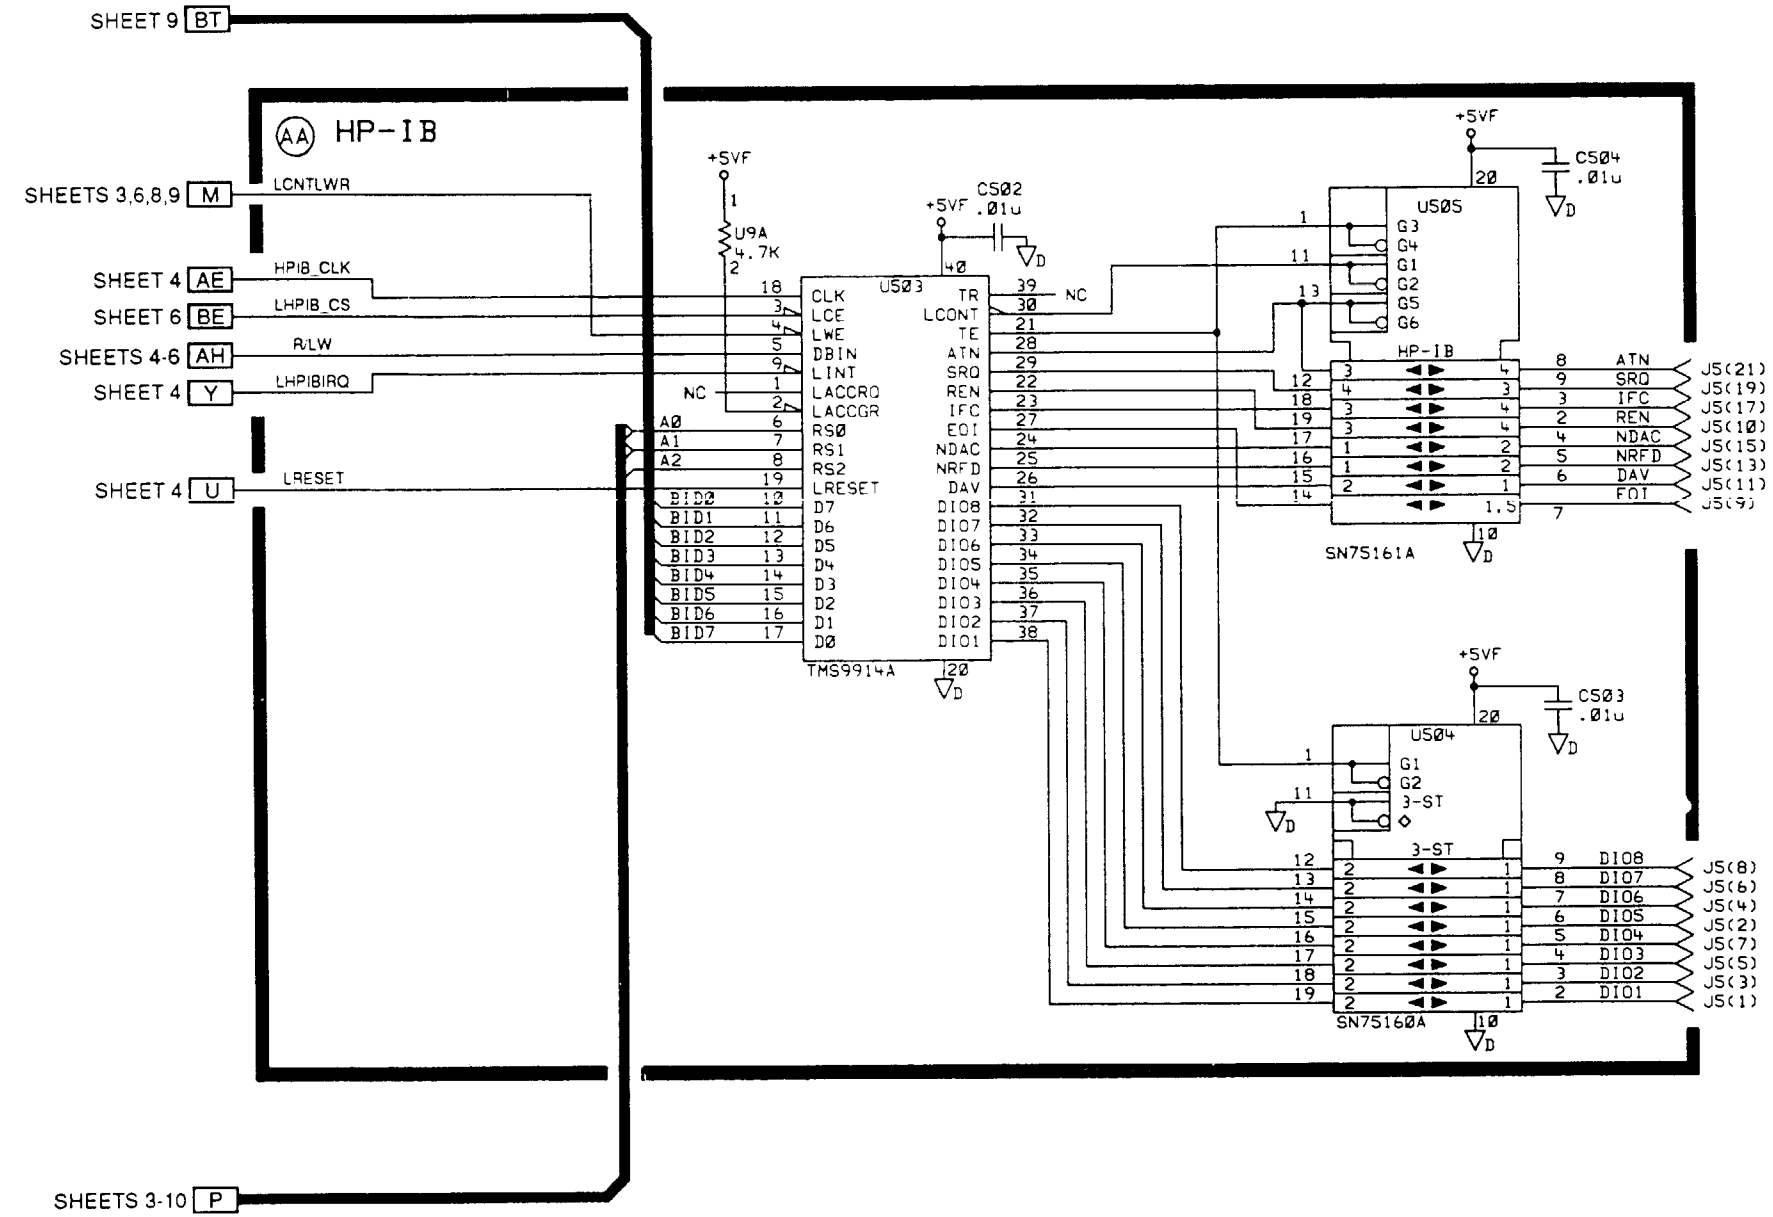 SHEET 9 BT
AA HP-IB
SHEETS 3,6,8,9 M LCNTLWR
SHEET 4 AE HPIB_CLK
SHEET 6 BE LHPIB_CS
SHEETS 4-6 AH R/LW
SHEET 4 Y LHPIBIRQ
SHEET 4 U LRESET
SHEETS 3-10 P
+5VF
1
U9A
4.7K
2
NC
+5VF
C502
.01u
D
40
U503
18 CLK
3 LCE
4 LWE
5 DBIN
9 LINT
1 LACCRQ
2 LACCGR
A0 6 RS0
A1 7 RS1
A2 8 RS2
19 LRESET
BID0 10 D7
BID1 11 D6
BID2 12 D5
BID3 13 D4
BID4 14 D3
BID5 15 D2
BID6 16 D1
BID7 17 D0
TR 39 NC
LCONT 30
TE 21
ATN 28
SRQ 29
REN 22
IFC 23
EOI 27
NDAC 24
NRFD 25
DAV 26
DIO8 31
DIO7 32
DIO6 33
DIO5 34
DIO4 35
DIO3 36
DIO2 37
DIO1 38
TMS9914A
20
D
+5VF
C504
.01u
D
20
U505
1 G3
G4
11 G1
G2
13 G5
G6
HP-IB
3 4 8 ATN J5(21)
12 4 3 9 SRQ J5(19)
18 3 4 3 IFC J5(17)
19 3 4 2 REN J5(10)
17 1 2 4 NDAC J5(15)
16 1 2 5 NRFD J5(13)
15 2 1 6 DAV J5(11)
14 1.5 7 EOI J5(9)
SN75161A
10
D
+5VF
C503
.01u
D
20
U504
1 G1
G2
11 3-ST
D
3-ST
12 2 1 9 DIO8 J5(8)
13 2 1 8 DIO7 J5(6)
14 2 1 7 DIO6 J5(4)
15 2 1 6 DIO5 J5(2)
16 2 1 5 DIO4 J5(7)
17 2 1 4 DIO3 J5(5)
18 2 1 3 DIO2 J5(3)
19 2 1 2 DIO1 J5(1)
SN75160A
10
D